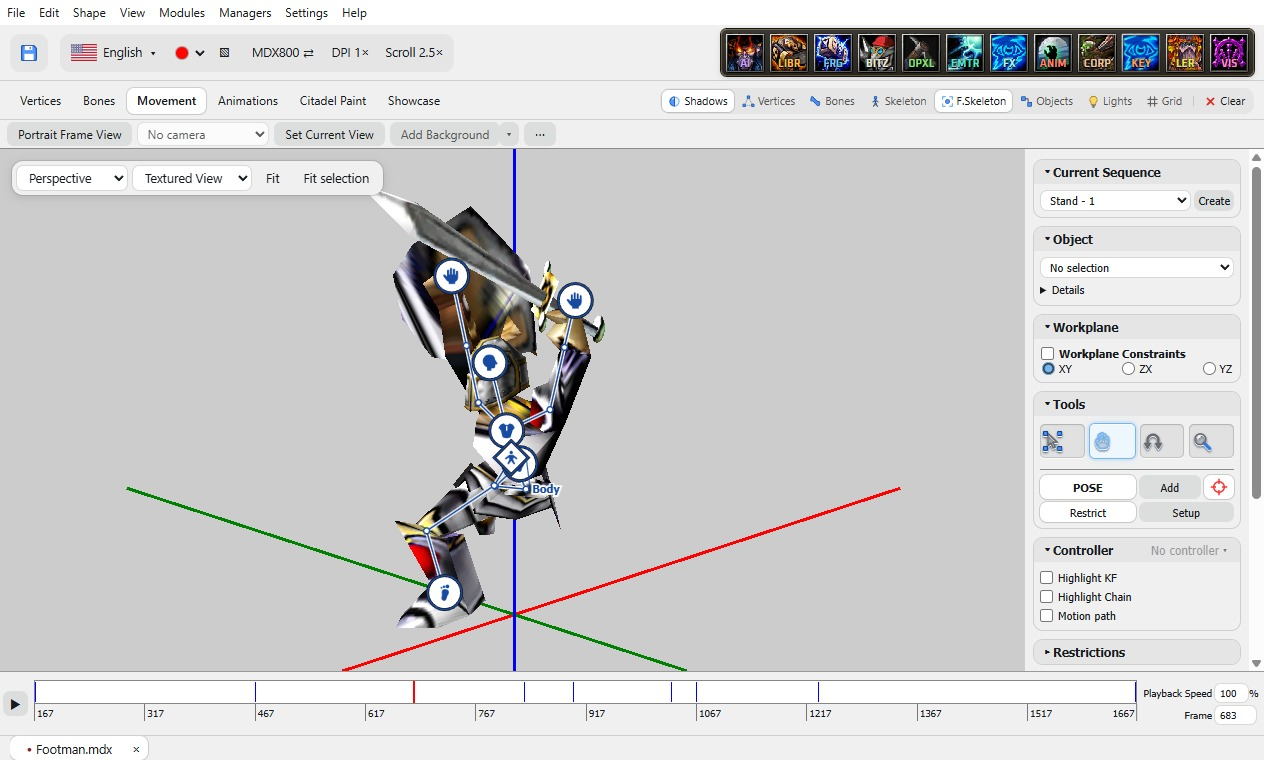 File Edit Shape View Modules Managers Settings Help
English MDX800 ⇄ DPI 1× Scroll 2.5×
AI LIBR FRG BITZ OPXL EMTR FX ANIM CORP KEY LER VIS
Vertices Bones Movement Animations Citadel Paint Showcase
Shadows Vertices Bones Skeleton F.Skeleton Objects Lights Grid Clear
Portrait Frame View No camera Set Current View Add Background ...
Perspective Textured View Fit Fit selection
Body
Current Sequence
Stand - 1 Create
Object
No selection
Details
Workplane
Workplane Constraints
XY ZX YZ
Tools
POSE Add
Restrict Setup
Controller No controller
Highlight KF
Highlight Chain
Motion path
Restrictions
167 317 467 617 767 917 1067 1217 1367 1517 1667
Playback Speed 100 %
Frame 683
Footman.mdx ×